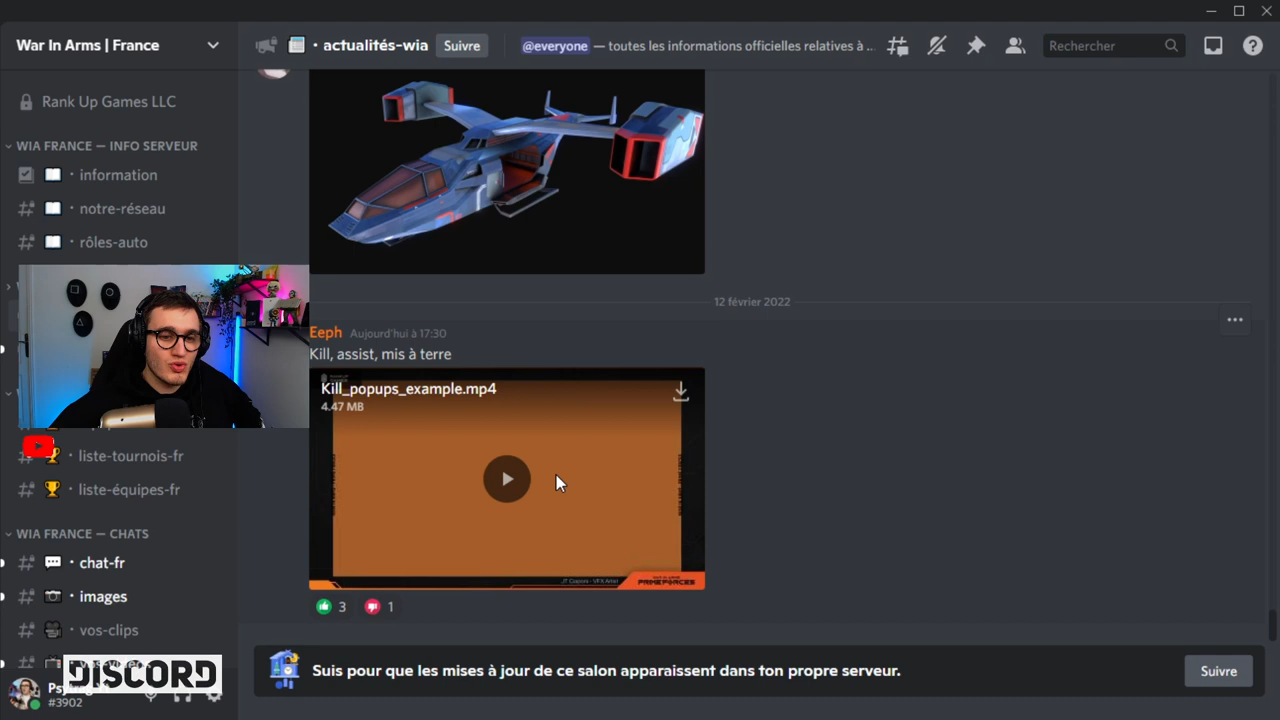 War In Arms | France
· actualités-wia
Suivre
@everyone — toutes les informations officielles relatives à ...
Rechercher
Rank Up Games LLC
WIA FRANCE — INFO SERVEUR
· information
· notre-réseau
· rôles-auto
12 février 2022
Eeph Aujourd'hui à 17:30
Kill, assist, mis à terre
Kill_popups_example.mp4
4.47 MB
PRIMEFORCES
3
1
· liste-tournois-fr
· liste-équipes-fr
WIA FRANCE — CHATS
· chat-fr
· images
· vos-clips
DISCORD
#3902
Suis pour que les mises à jour de ce salon apparaissent dans ton propre serveur.
Suivre